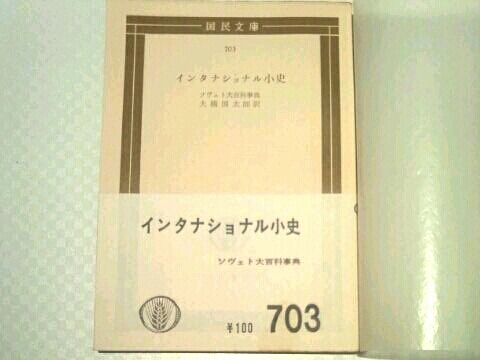 国民文庫
703
インタナショナル小史
ソヴェト大百科事典
大橋国太郎訳
インタナショナル小史
ソヴェト大百科事典
¥100
703